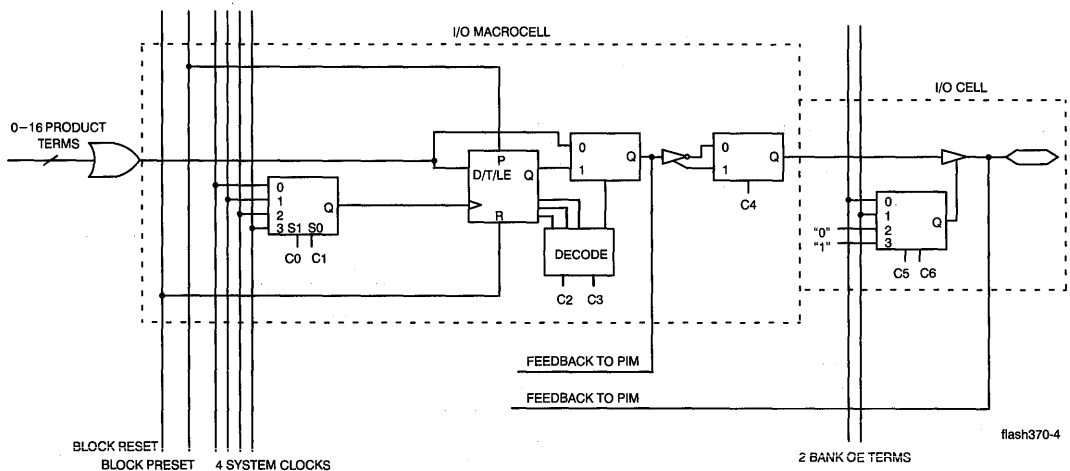 I/O MACROCELL
I/O CELL
0–16 PRODUCT
TERMS
P
D/T/LE Q
R
0
1
Q
0
1
Q
C4
0
1
2
3 S1 S0
Q
C0 C1
DECODE
C2 C3
0
1
2
3
Q
"0"
"1"
C5 C6
FEEDBACK TO PIM
FEEDBACK TO PIM
flash370-4
BLOCK RESET
BLOCK PRESET
4 SYSTEM CLOCKS
2 BANK OE TERMS